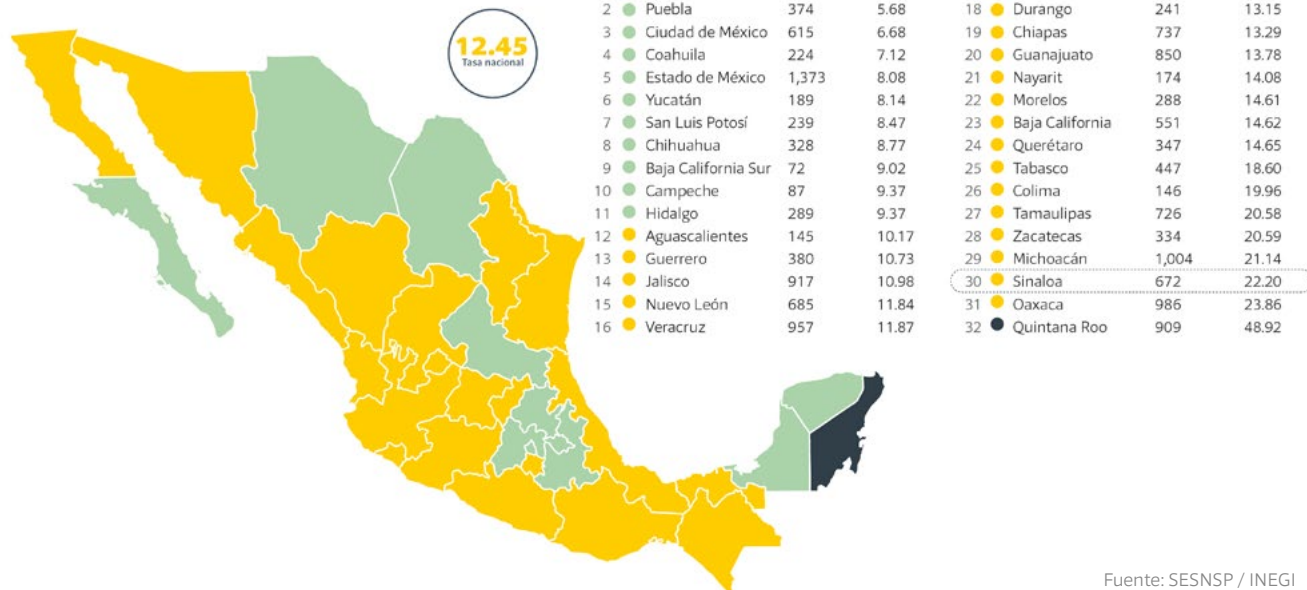 12.45
Tasa nacional
2 Puebla 374 5.68
3 Ciudad de México 615 6.68
4 Coahuila 224 7.12
5 Estado de México 1,373 8.08
6 Yucatán 189 8.14
7 San Luis Potosí 239 8.47
8 Chihuahua 328 8.77
9 Baja California Sur 72 9.02
10 Campeche 87 9.37
11 Hidalgo 289 9.37
12 Aguascalientes 145 10.17
13 Guerrero 380 10.73
14 Jalisco 917 10.98
15 Nuevo León 685 11.84
16 Veracruz 957 11.87
18 Durango 241 13.15
19 Chiapas 737 13.29
20 Guanajuato 850 13.78
21 Nayarit 174 14.08
22 Morelos 288 14.61
23 Baja California 551 14.62
24 Querétaro 347 14.65
25 Tabasco 447 18.60
26 Colima 146 19.96
27 Tamaulipas 726 20.58
28 Zacatecas 334 20.59
29 Michoacán 1,004 21.14
30 Sinaloa 672 22.20
31 Oaxaca 986 23.86
32 Quintana Roo 909 48.92
Fuente: SESNSP / INEGI